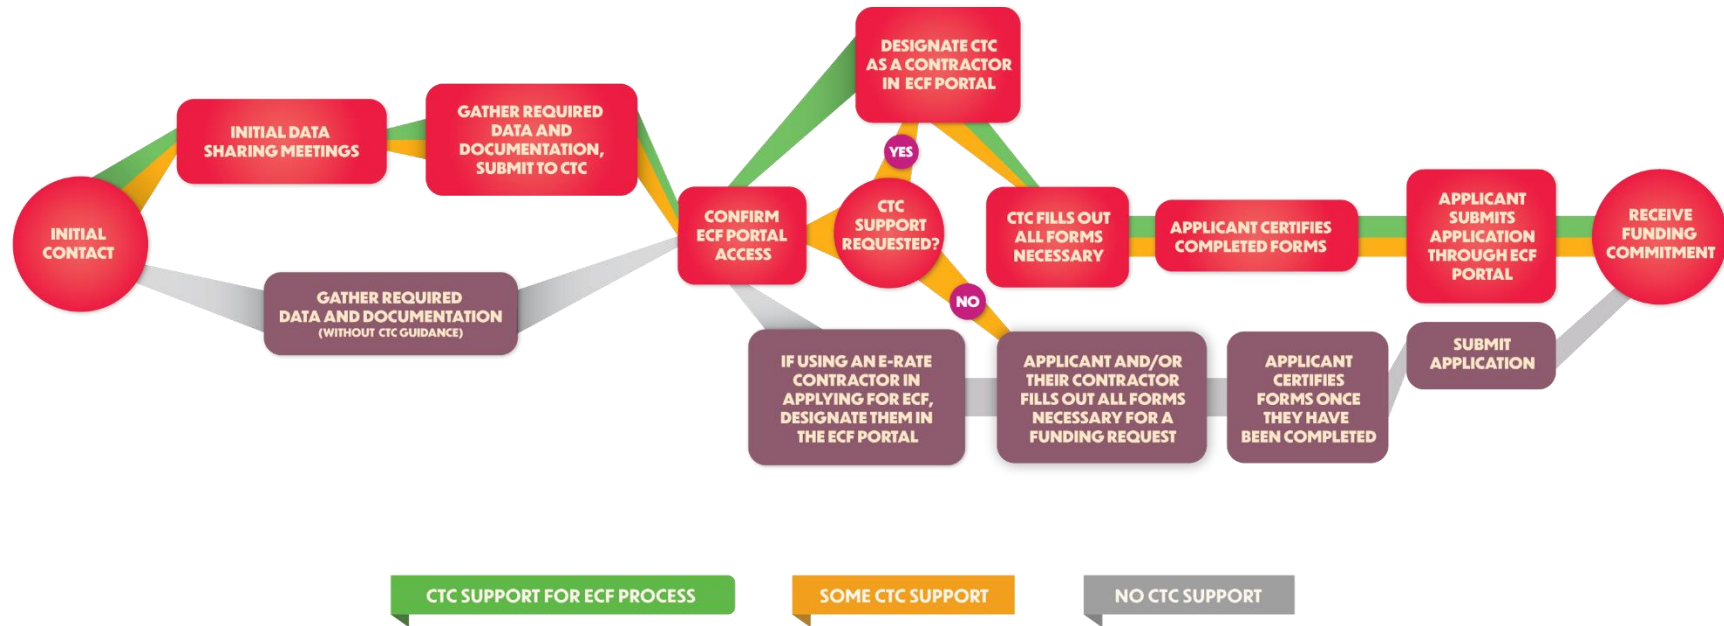 INITIAL
CONTACT
INITIAL DATA
SHARING MEETINGS
GATHER REQUIRED
DATA AND
DOCUMENTATION,
SUBMIT TO CTC
GATHER REQUIRED
DATA AND DOCUMENTATION
(WITHOUT CTC GUIDANCE)
CONFIRM
ECF PORTAL
ACCESS
DESIGNATE CTC
AS A CONTRACTOR
IN ECF PORTAL
YES
CTC
SUPPORT
REQUESTED?
NO
CTC FILLS OUT
ALL FORMS
NECESSARY
APPLICANT CERTIFIES
COMPLETED FORMS
APPLICANT
SUBMITS
APPLICATION
THROUGH ECF
PORTAL
RECEIVE
FUNDING
COMMITMENT
IF USING AN E-RATE
CONTRACTOR IN
APPLYING FOR ECF,
DESIGNATE THEM IN
THE ECF PORTAL
APPLICANT AND/OR
THEIR CONTRACTOR
FILLS OUT ALL FORMS
NECESSARY FOR A
FUNDING REQUEST
APPLICANT
CERTIFIES
FORMS ONCE
THEY HAVE
BEEN COMPLETED
SUBMIT
APPLICATION
CTC SUPPORT FOR ECF PROCESS
SOME CTC SUPPORT
NO CTC SUPPORT